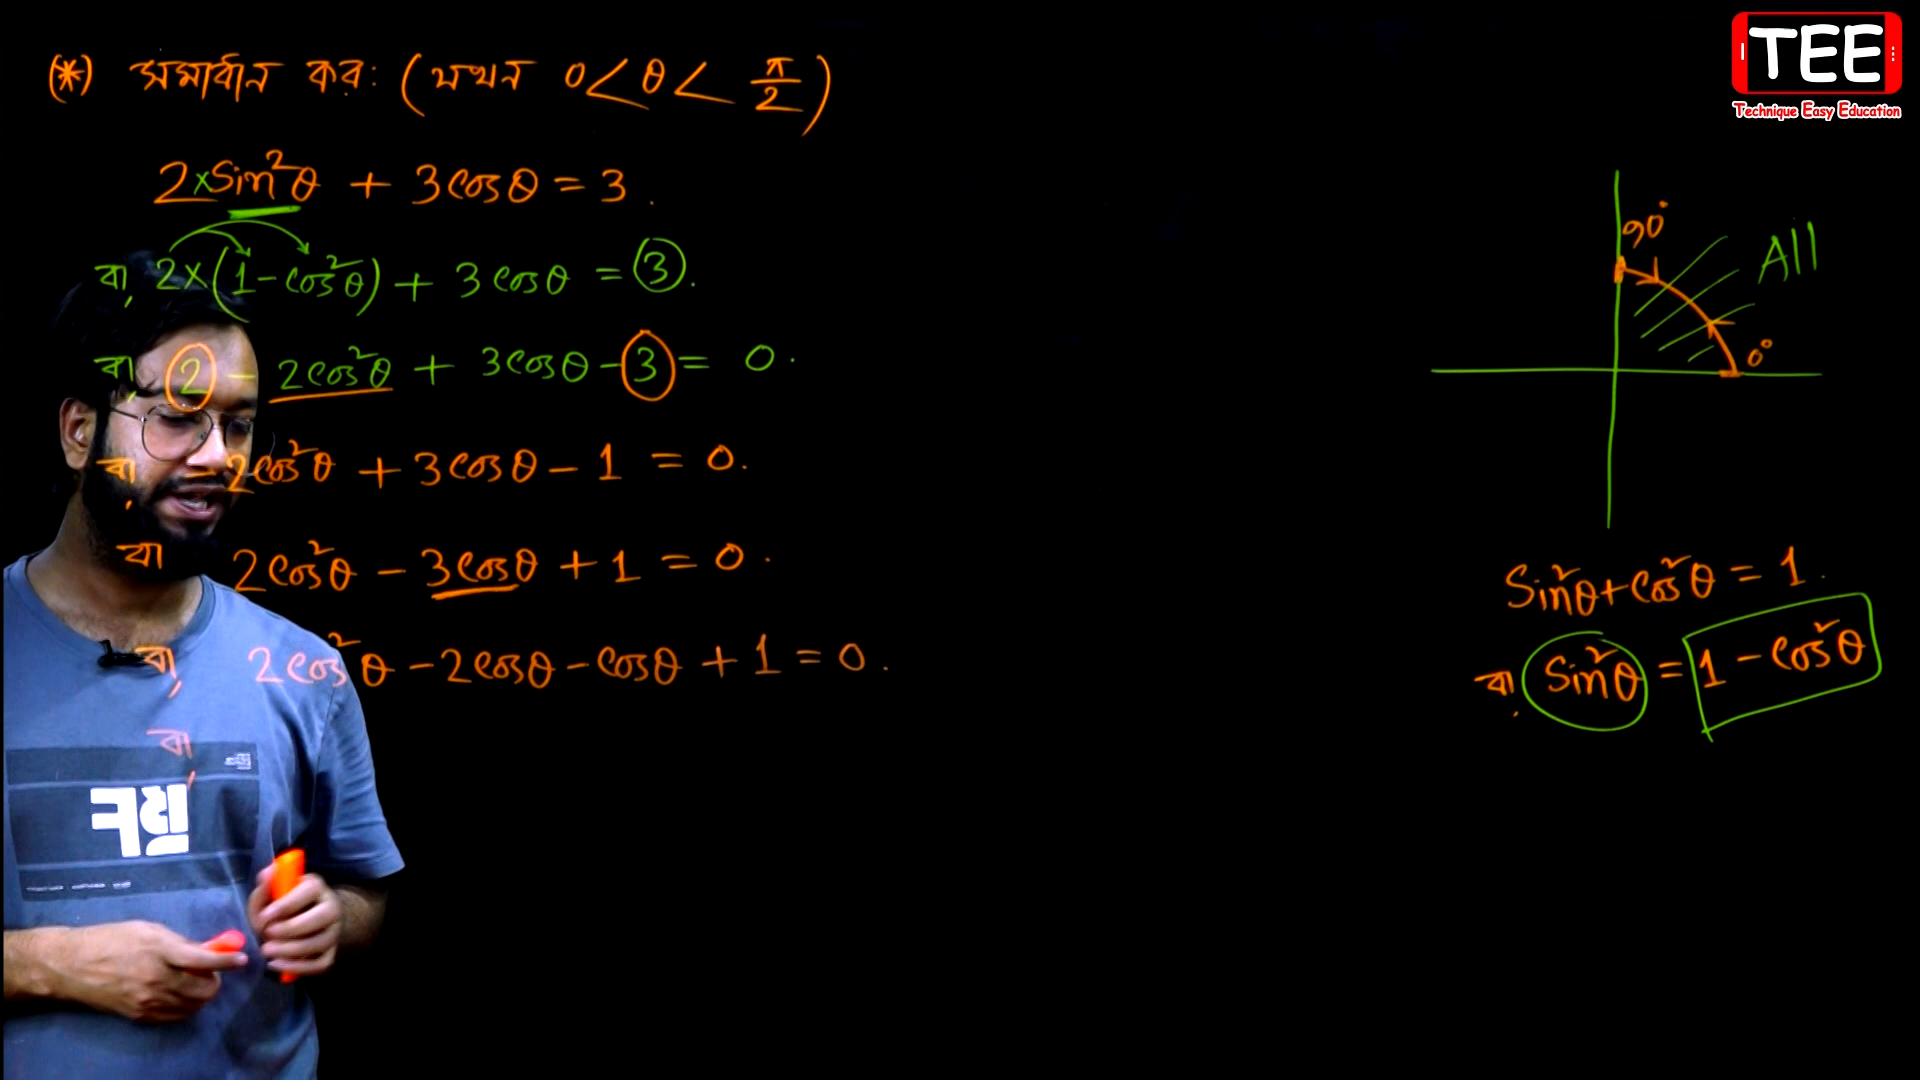 (*) সমাধান কর: (যখন 0 < θ < π/2)
2×Sin²θ + 3cosθ = 3.
বা, 2×(1-cos²θ) + 3cosθ = 3.
বা, 2 - 2cos²θ + 3cosθ - 3 = 0.
বা, - 2cos²θ + 3cosθ - 1 = 0.
বা 2cos²θ - 3cosθ + 1 = 0.
বা, 2cos²θ - 2cosθ - cosθ + 1 = 0.
বা,
TEE
Technique Easy Education
90°
All
0°
Sin²θ + cos²θ = 1.
বা, Sin²θ = 1 - cos²θ